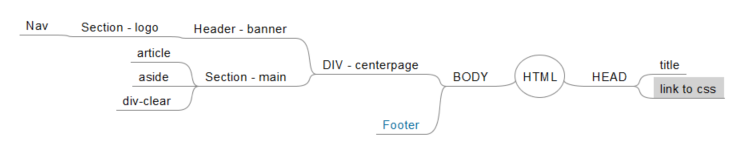 Nav
Section - logo
Header - banner
article
aside
div-clear
Section - main
DIV - centerpage
Footer
BODY
HTML
HEAD
title
link to css